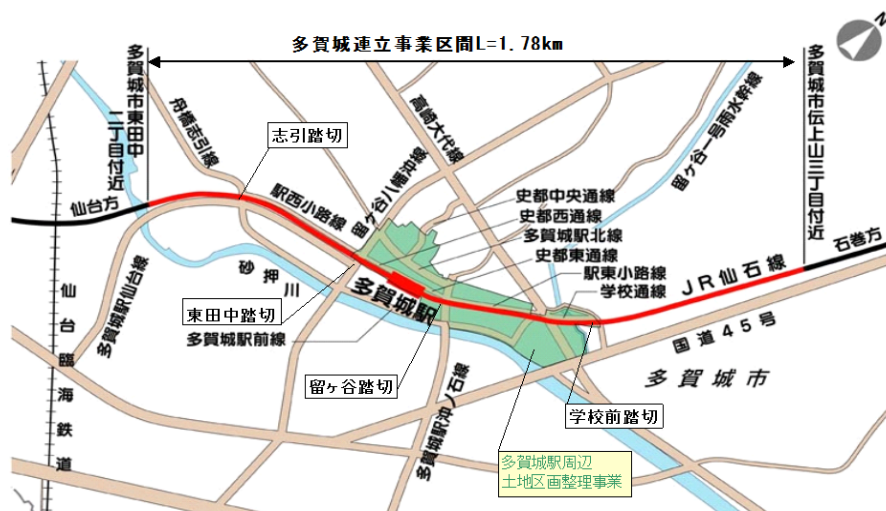 多賀城連立事業区間L=1.78km
N
多賀城市東田中
二丁目付近
多賀城市伝上山三丁目付近
舟橋志引線
志引踏切
高崎大代線
留ヶ谷一号雨水幹線
留ヶ谷八幡沖線
駅西小路線
仙台方
史都中央通線
史都西通線
多賀城駅北線
史都東通線
駅東小路線
学校通線
石巻方
JR仙石線
砂押川
多賀城駅仙台線
多賀城駅
東田中踏切
多賀城駅前線
国道45号
仙台臨海鉄道
留ヶ谷踏切
多賀城駅沖ノ石線
学校前踏切
多賀城市
多賀城駅周辺
土地区画整理事業